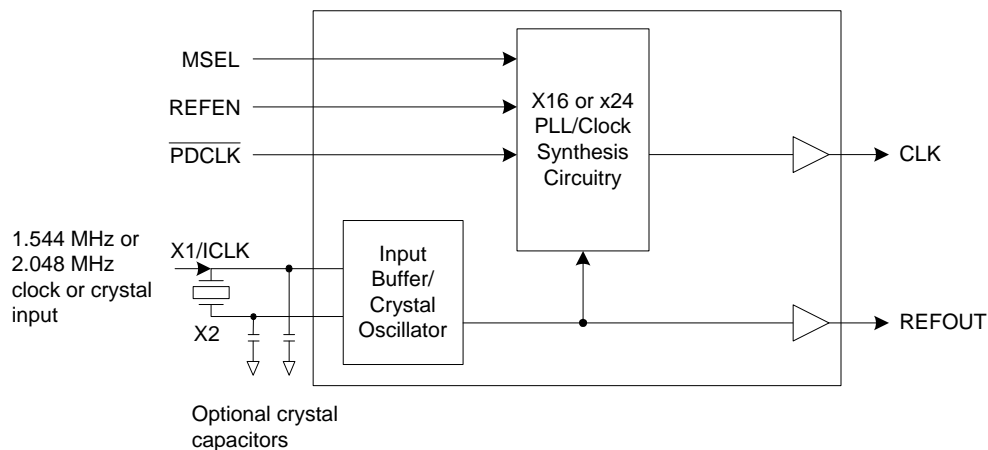 MSEL
REFEN
PDCLK
X16 or x24
PLL/Clock
Synthesis
Circuitry
CLK
1.544 MHz or
2.048 MHz
clock or crystal
input
X1/ICLK
X2
Input
Buffer/
Crystal
Oscillator
REFOUT
Optional crystal
capacitors